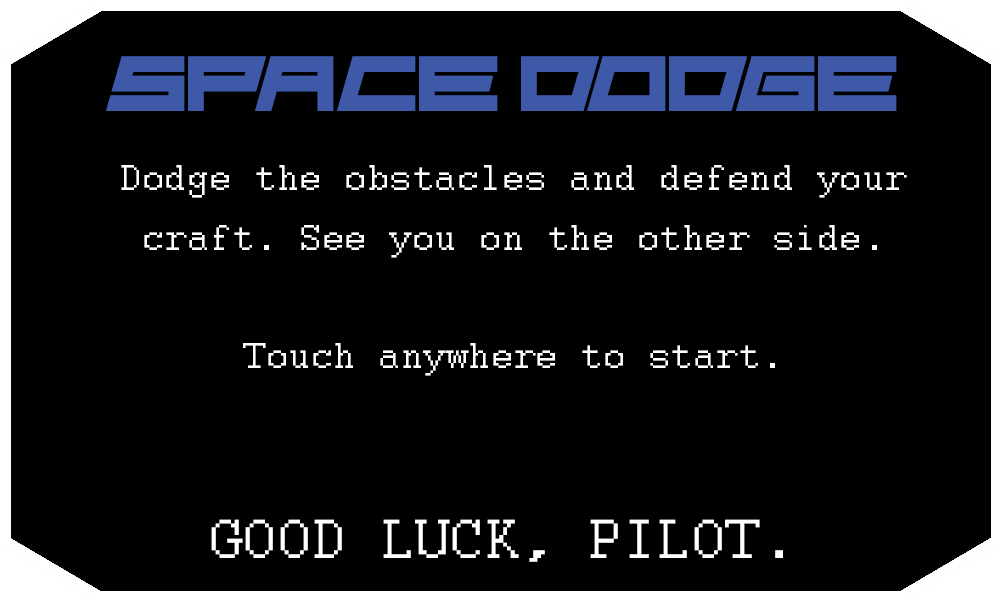 SPACE DODGE
Dodge the obstacles and defend your
craft. See you on the other side.
Touch anywhere to start.
GOOD LUCK, PILOT.